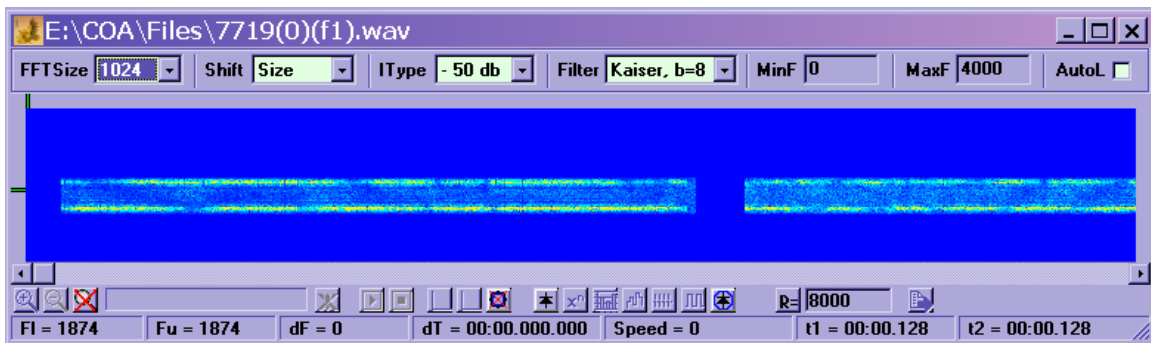 E:\COA\Files\7719(0)(f1).wav
FFTSize 1024 Shift Size IType - 50 db Filter Kaiser, b=8 MinF 0 MaxF 4000 AutoL
R= 8000
Fl = 1874 Fu = 1874 dF = 0 dT = 00:00.000.000 Speed = 0 t1 = 00:00.128 t2 = 00:00.128